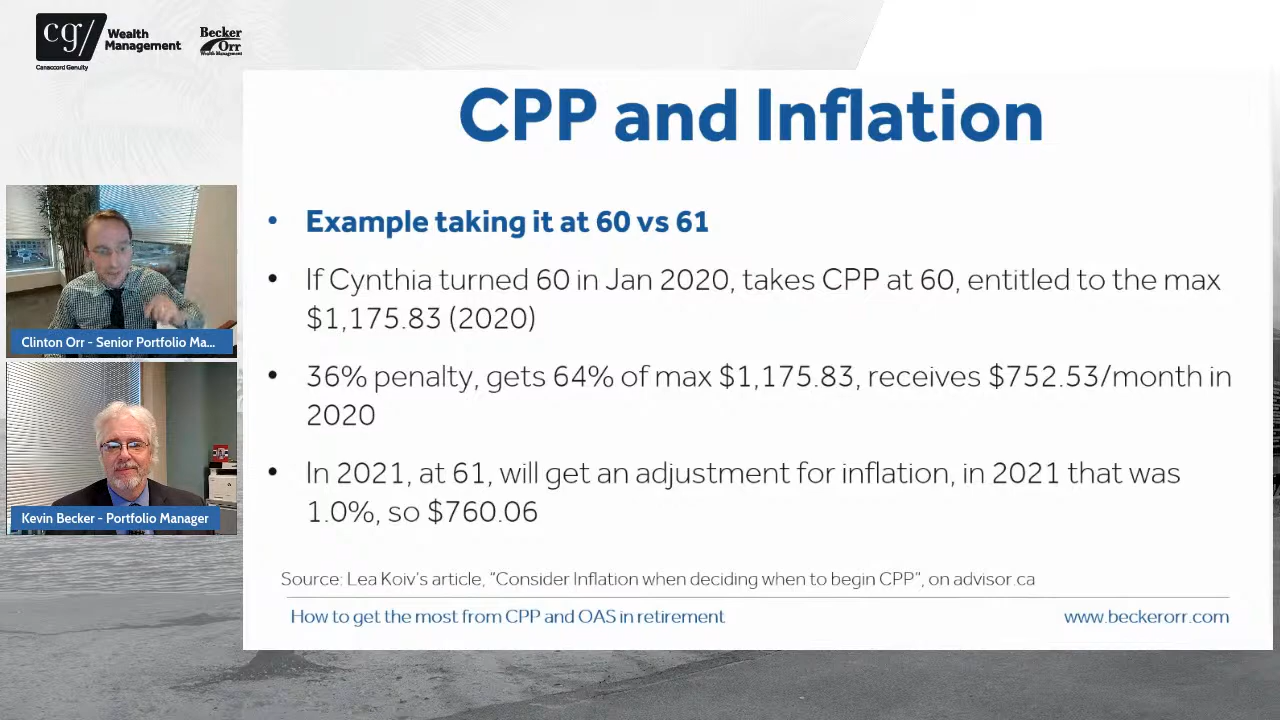 cg/ Wealth
Management
Canaccord Genuity
Becker
Orr
Wealth Management
CPP and Inflation
• Example taking it at 60 vs 61
• If Cynthia turned 60 in Jan 2020, takes CPP at 60, entitled to the max
$1,175.83 (2020)
• 36% penalty, gets 64% of max $1,175.83, receives $752.53/month in
2020
• In 2021, at 61, will get an adjustment for inflation, in 2021 that was
1.0%, so $760.06
Source: Lea Koiv's article, "Consider Inflation when deciding when to begin CPP", on advisor.ca
How to get the most from CPP and OAS in retirement
www.beckerorr.com
Clinton Orr - Senior Portfolio Ma...
Kevin Becker - Portfolio Manager